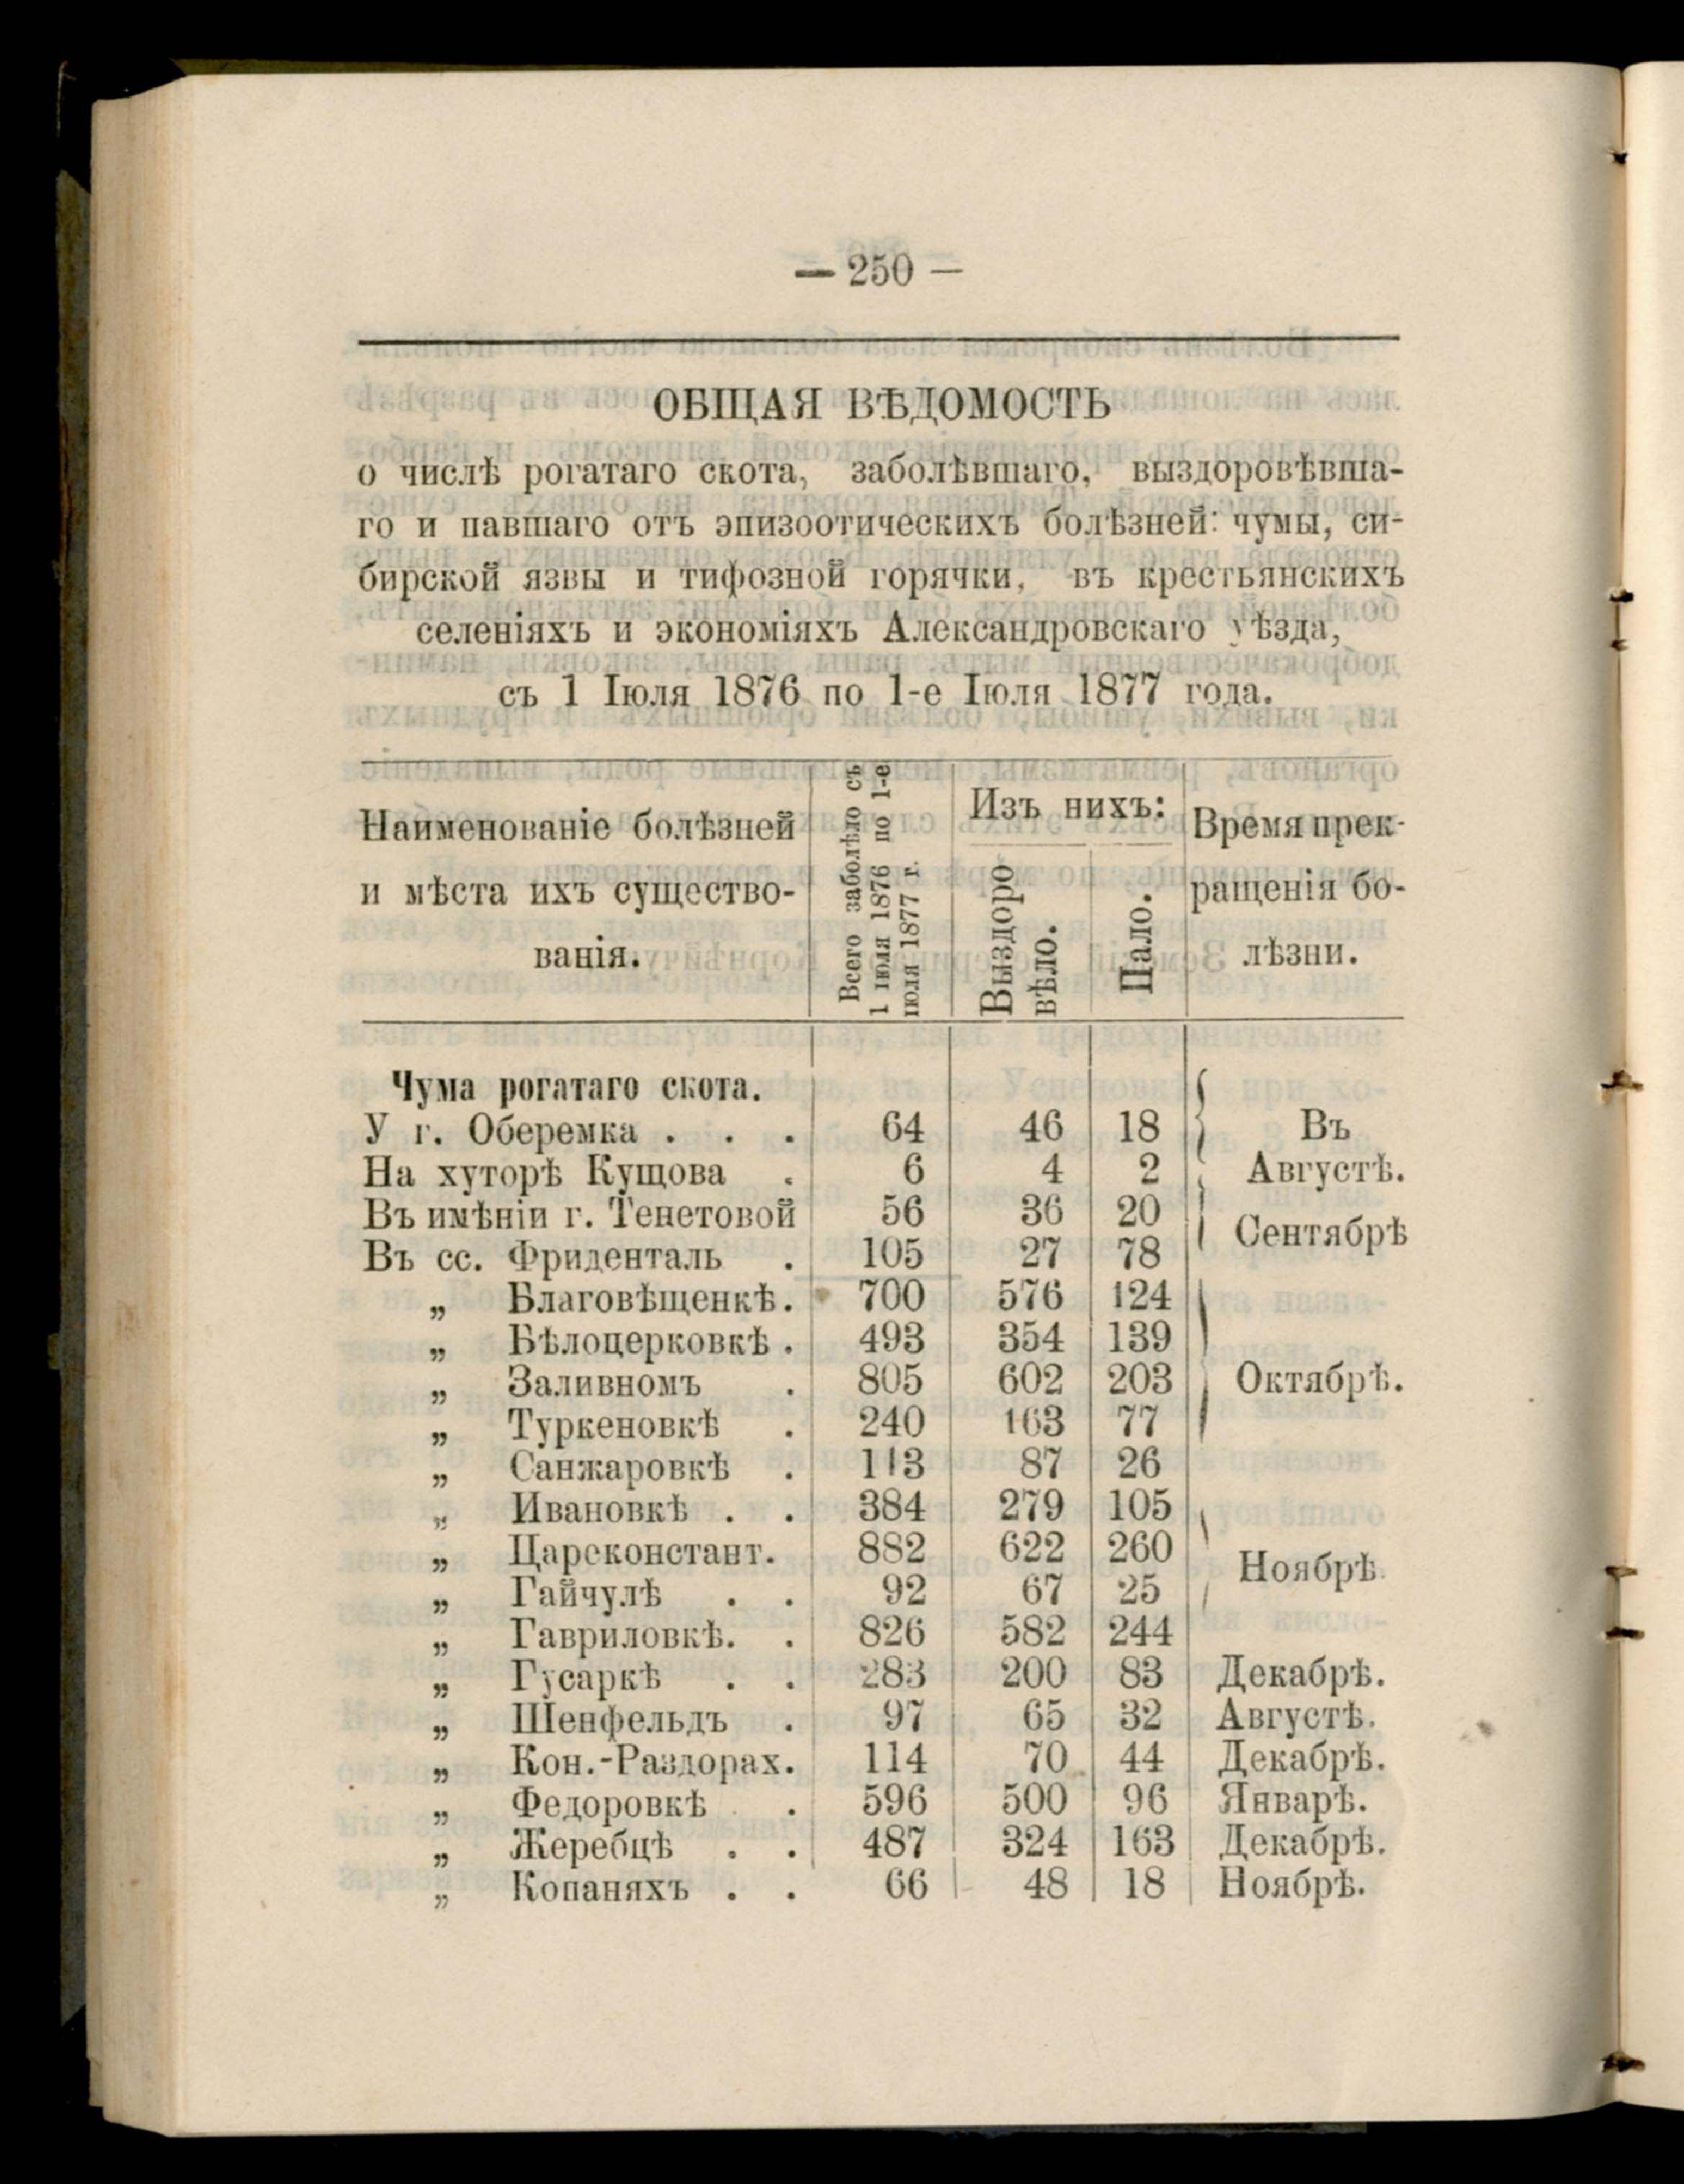 — 250 —
ОБЩАЯ ВѢДОМОСТЬ
о числѣ рогатаго скота, заболѣвшаго, выздоровѣвша-
го и павшаго отъ эпизоотическихъ болѣзней: чумы, си-
бирской язвы и тифозной горячки, въ крестьянскихъ
селеніяхъ и экономіяхъ Александровскаго уѣзда,
съ 1 Іюля 1876 по 1-е Іюля 1877 года.
Наименованіе болѣзней
и мѣста ихъ существо-
ванія.
Всего заболѣло съ
1 іюля 1876 по 1-е
іюля 1877 г.
Изъ нихъ:
Выздоро
вѣло.
Пало.
Время прек-
ращенія бо-
лѣзни.
Чума рогатаго скота.
У г. Оберемка . . . 64 46 18 Въ
На хуторѣ Кущова . 6 4 2 Августѣ.
Въ имѣніи г. Тенетовой 56 36 20 Сентябрѣ
Въ сс. Фриденталь . 105 27 78
„ Благовѣщенкѣ. 700 576 124
„ Бѣлоцерковкѣ . 493 354 139
„ Заливномъ . 805 602 203 Октябрѣ.
„ Туркеновкѣ . 240 163 77
„ Санжаровкѣ . 113 87 26
„ Ивановкѣ . . 384 279 105
„ Цареконстант. 882 622 260 Ноябрѣ.
„ Гайчулѣ . . 92 67 25
„ Гавриловкѣ. . 826 582 244
„ Гусаркѣ . . 283 200 83 Декабрѣ.
„ Шенфельдъ . 97 65 32 Августѣ.
„ Кон.-Раздорах. 114 70 44 Декабрѣ.
„ Федоровкѣ . 596 500 96 Январѣ.
„ Жеребцѣ . . 487 324 163 Декабрѣ.
„ Копаняхъ . . 66 48 18 Ноябрѣ.